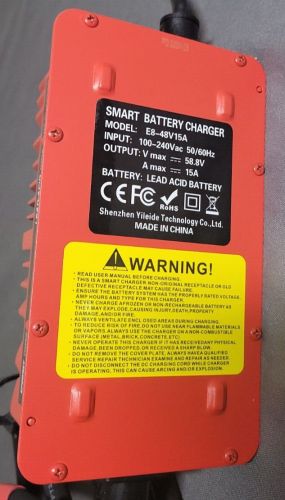 SMART BATTERY CHARGER
MODEL: E8-48V15A
INPUT: 100~240Vac 50/60Hz
OUTPUT: V max ⎓ 58.8V
A max ⎓ 15A
BATTERY: LEAD ACID BATTERY
CE FC RoHS
Shenzhen Yileide Technology Co.,Ltd.
MADE IN CHINA
WARNING!
• READ USER MANUAL BEFORE CHARGING.
• THIS IS A SMART CHARGER NON-ORIGINAL RECEPTACLE OR OLD
DEFECTIVE RECEPTACLE MAY CAUSE FAILURE.
• ENSURE THE BATTERY SYSTEM HAS THE PROPERLY RATED VOLTAGE,
AMP HOURS AND TYPE FOR THIS CHARGER.
• NEVER CHARGE AFROZEN OR NON-RECHARGEABLE BATTERY AS
THEY MAY EXPLODE,CAUSING INJURY,DEATH,PROPERTY
DAMAGE,AND/OR FIRE.
• ALWAYS VENTILATE ENCLOSED AREAS DURING CHARGING.
• TO REDUCE RISK OF FIRE,DO NOT USE NEAR FLAMMABLE MATERIALS
OR VAPORS.ALWAYS USE THE CHARGER ON A NON-COMBUSTIBLE
SURFACE (METAL,BRICK,CONCRETE,ETC).
• NEVER OPERATE THIS CHARGER IF IT HAS RECEVEDANY PHYSICAL
DAMAGE,BEEN DROPPED,OR RECEIVED A SHARP BLOW.
• DO NOT REMOVE THE COVER PLATE, ALWAYS HAVEA QUALIFED
SERVICE REPAIR TECHNICIAN EXAMINE AND REPAIR AS NEEDED.
• DO NOT DISCONNECT THE DC CHARGING CORD WHILE CHARGER
IS OPERATING, THIS CAN CAUSE ARCING AND/OR EXPLOSION.